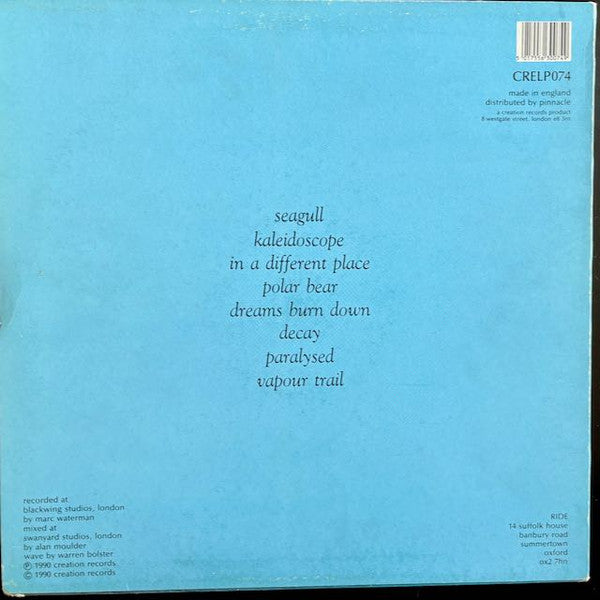 CRELP074
made in england
distributed by pinnacle
a creation records product
8 westgate street, london e8 3rn
seagull
kaleidoscope
in a different place
polar bear
dreams burn down
decay
paralysed
vapour trail
recorded at
blackwing studios, london
by marc waterman
mixed at
swanyard studios, london
by alan moulder
wave by warren bolster
℗ 1990 creation records
© 1990 creation records
RIDE
14 suffolk house
banbury road
summertown
oxford
ox2 7hn